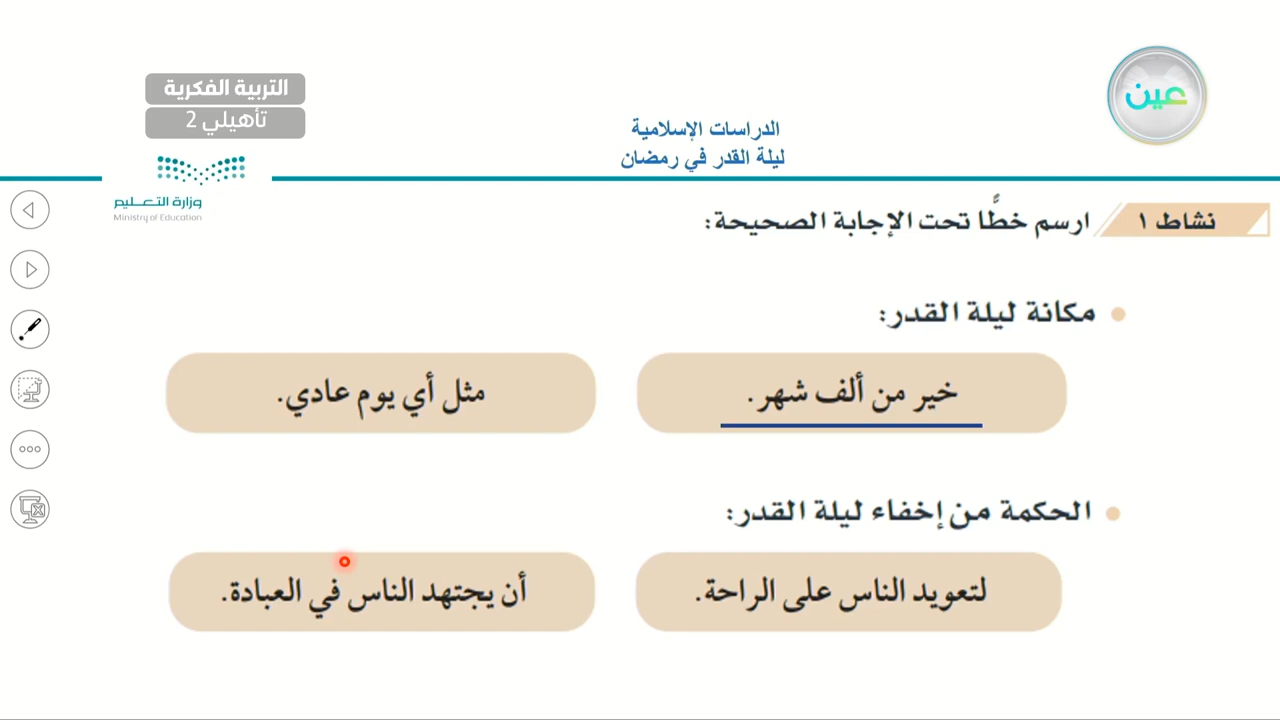 التربية الفكرية
تأهيلي 2
عين
الدراسات الإسلامية
ليلة القدر في رمضان
وزارة التعـــليم
Ministry of Education
نشاط ١ ارسم خطًّا تحت الإجابة الصحيحة:
مكانة ليلة القدر:
خير من ألف شهر.
مثل أي يوم عادي.
الحكمة من إخفاء ليلة القدر:
لتعويد الناس على الراحة.
أن يجتهد الناس في العبادة.